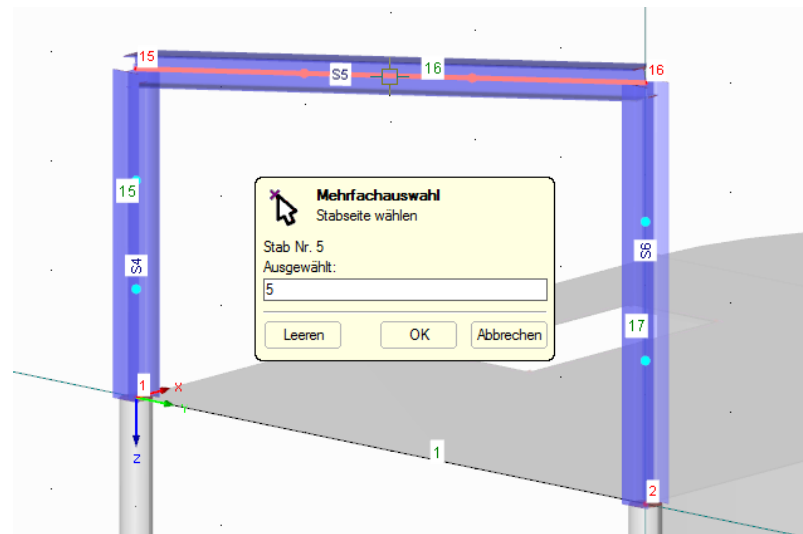 15
S5
16
16
15
S4
Mehrfachauswahl
Stabseite wählen
Stab Nr. 5
Ausgewählt:
5
Leeren
OK
Abbrechen
S6
17
1
X
Y
Z
1
2